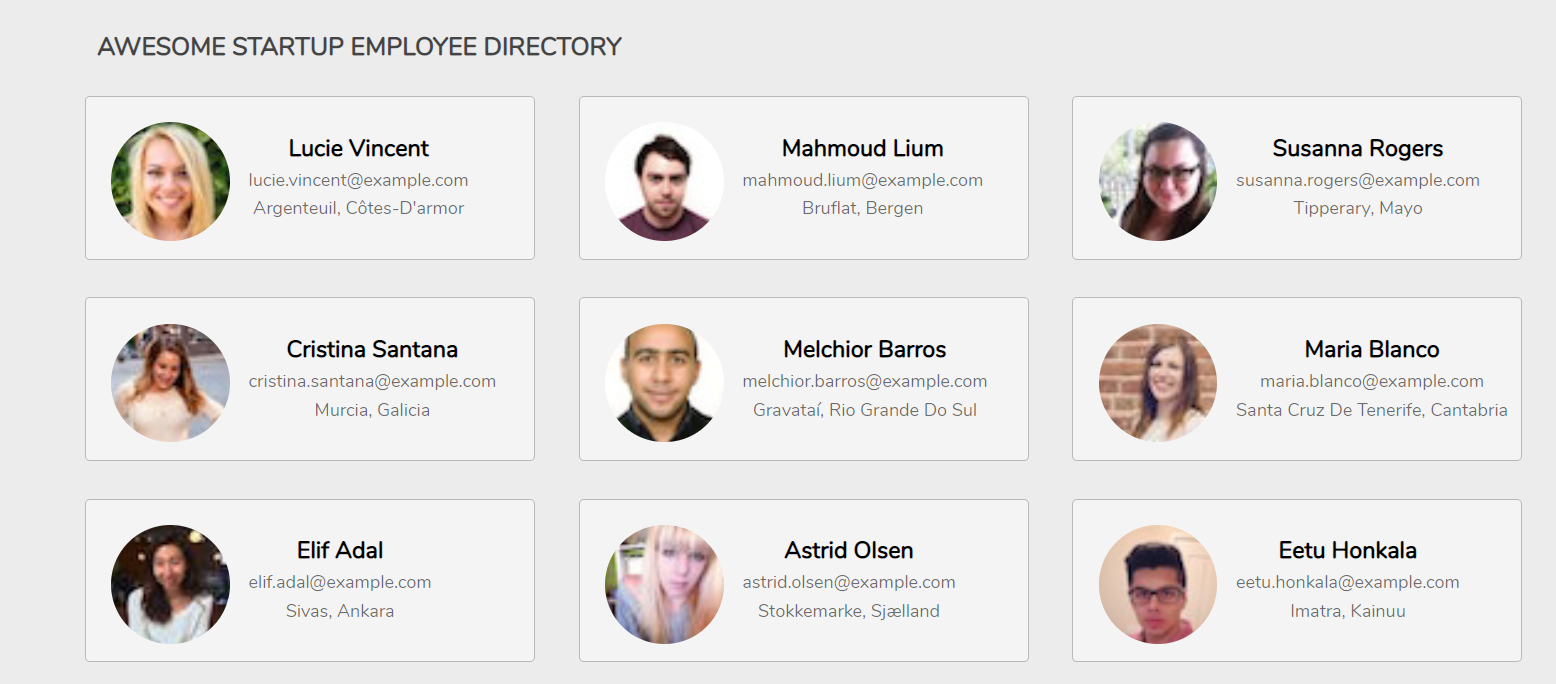 AWESOME STARTUP EMPLOYEE DIRECTORY
Lucie Vincent
lucie.vincent@example.com
Argenteuil, Côtes-D'armor
Mahmoud Lium
mahmoud.lium@example.com
Bruflat, Bergen
Susanna Rogers
susanna.rogers@example.com
Tipperary, Mayo
Cristina Santana
cristina.santana@example.com
Murcia, Galicia
Melchior Barros
melchior.barros@example.com
Gravataí, Rio Grande Do Sul
Maria Blanco
maria.blanco@example.com
Santa Cruz De Tenerife, Cantabria
Elif Adal
elif.adal@example.com
Sivas, Ankara
Astrid Olsen
astrid.olsen@example.com
Stokkemarke, Sjælland
Eetu Honkala
eetu.honkala@example.com
Imatra, Kainuu